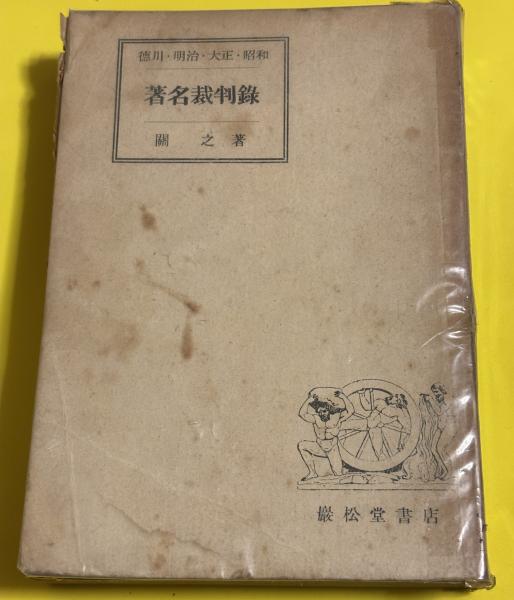 德川・明治・大正・昭和
著名裁判錄
關之著
巖松堂書店